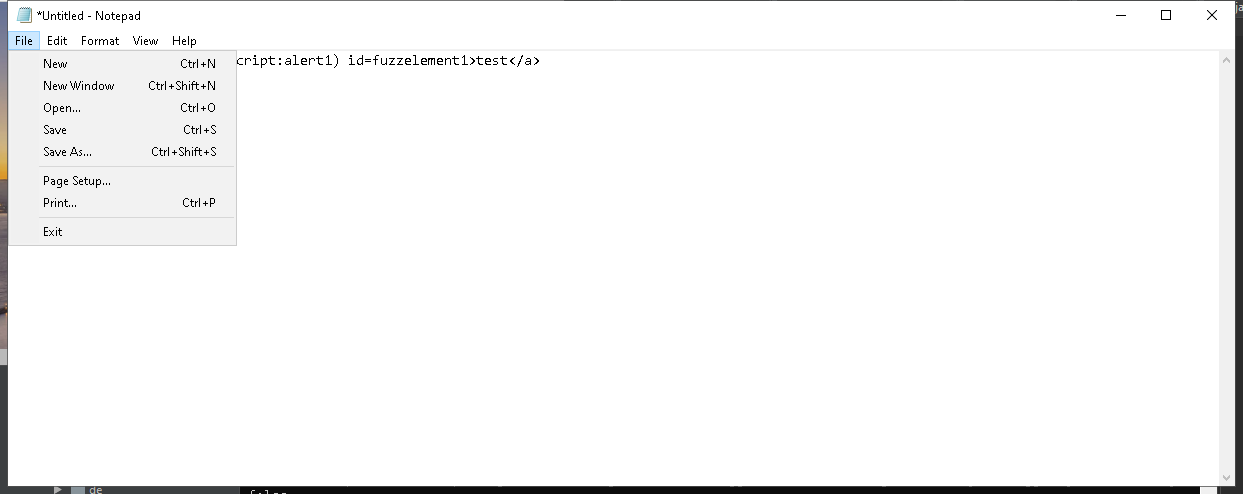 *Untitled - Notepad
File Edit Format View Help
cript:alert1) id=fuzzelement1>test</a>
New Ctrl+N
New Window Ctrl+Shift+N
Open... Ctrl+O
Save Ctrl+S
Save As... Ctrl+Shift+S
Page Setup...
Print... Ctrl+P
Exit
de